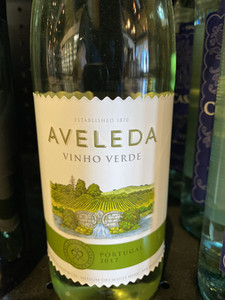 ESTABLISHED 1870
AVELEDA
VINHO VERDE
PORTUGAL